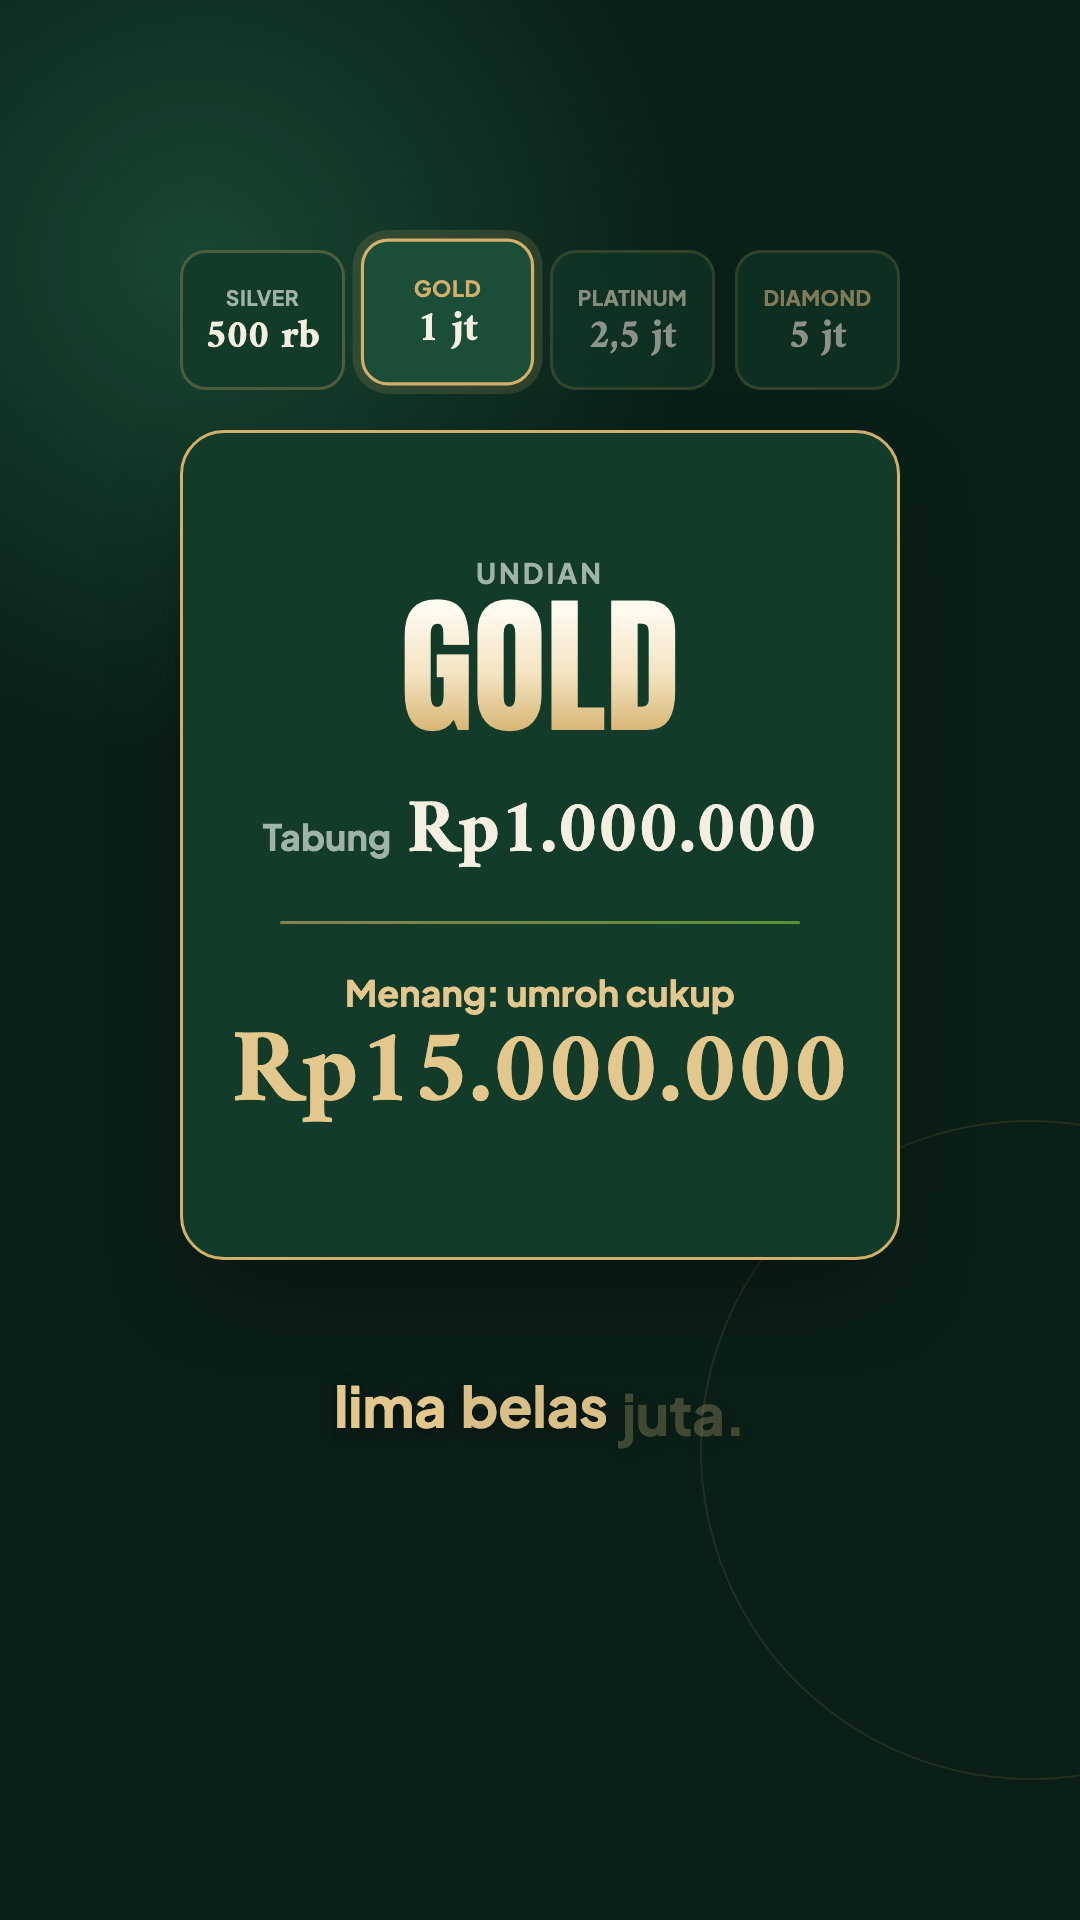 SILVER
500 rb
GOLD
1 jt
PLATINUM
2,5 jt
DIAMOND
5 jt
UNDIAN
GOLD
Tabung Rp1.000.000
Menang: umroh cukup
Rp15.000.000
lima belas juta.